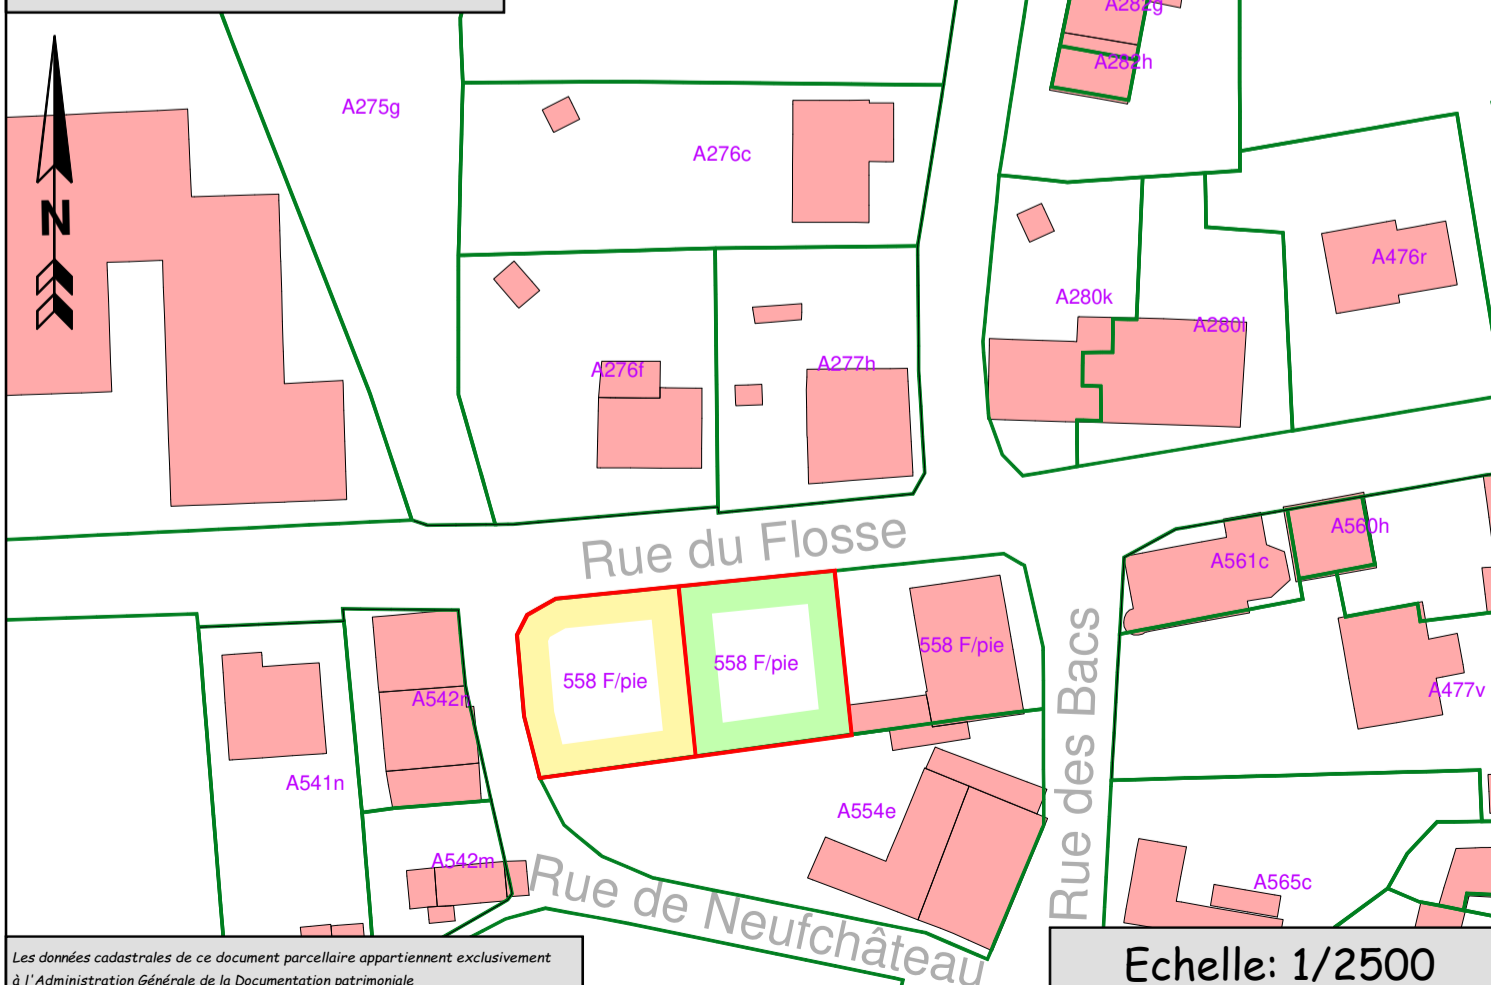 A282g
A282h
A275g
A276c
N
A476r
A280k
A280l
A276f
A277h
Rue du Flosse
A560h
A561c
558 F/pie
558 F/pie
558 F/pie
A542r
A477v
A541n
Rue des Bacs
A554e
A542m
A565c
Rue de Neufchâteau
Les données cadastrales de ce document parcellaire appartiennent exclusivement
à l'Administration Générale de la Documentation patrimoniale
Echelle: 1/2500